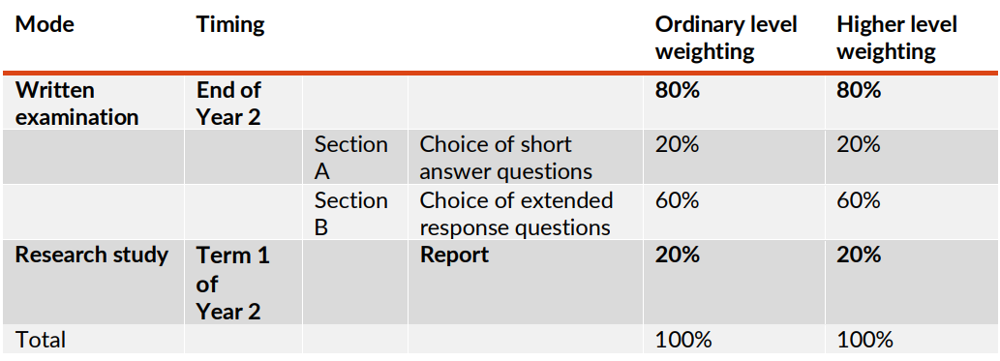 Mode Timing Ordinary level Higher level
weighting weighting
Written End of 80% 80%
examination Year 2
Section Choice of short 20% 20%
A answer questions
Section Choice of extended 60% 60%
B response questions
Research study Term 1 Report 20% 20%
of
Year 2
Total 100% 100%